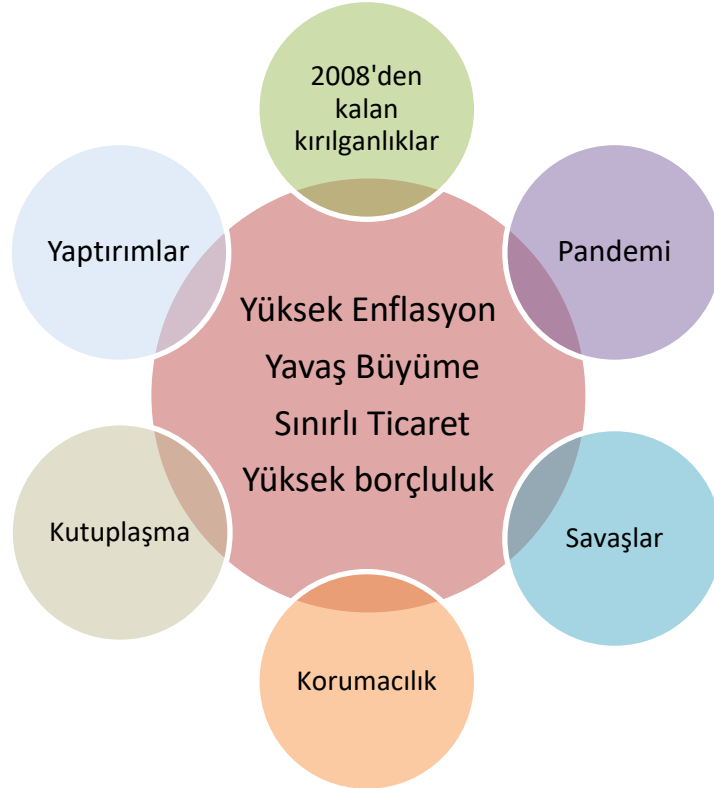 2008'den
kalan
kırılganlıklar
Yaptırımlar
Pandemi
Yüksek Enflasyon
Yavaş Büyüme
Sınırlı Ticaret
Yüksek borçluluk
Kutuplaşma
Savaşlar
Korumacılık